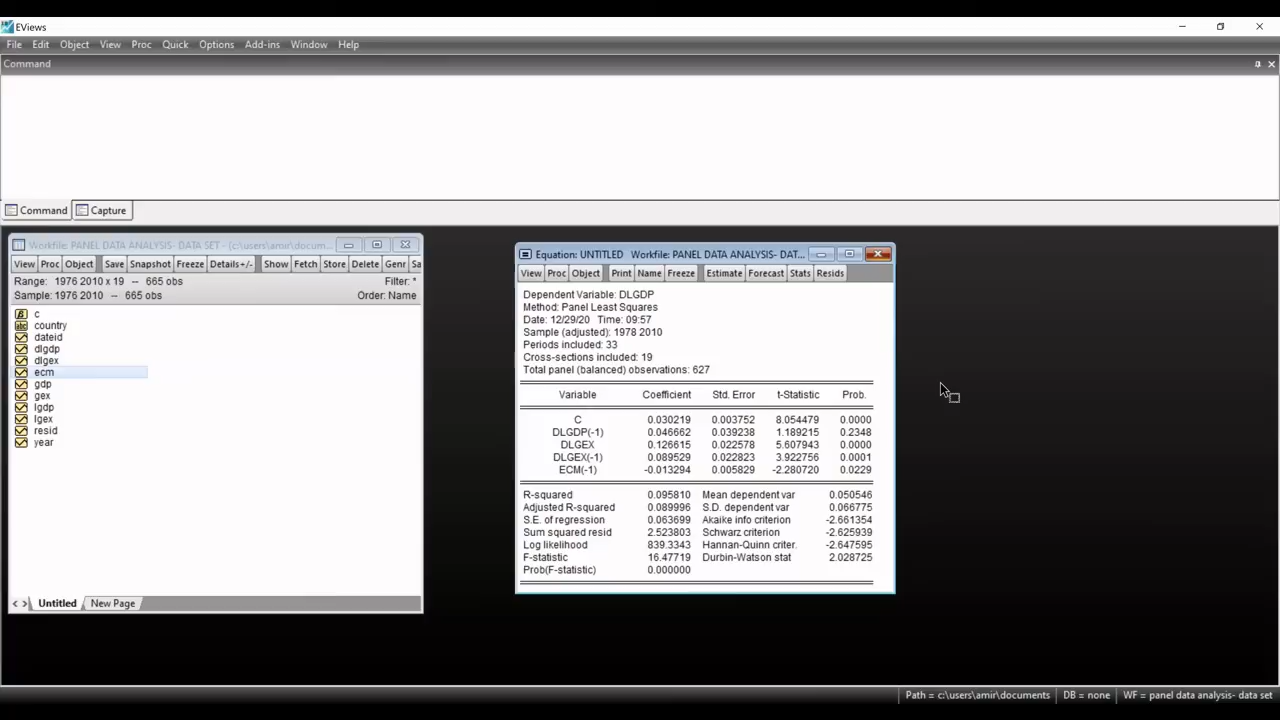 EViews
File Edit Object View Proc Quick Options Add-ins Window Help
Command
Command Capture
Workfile: PANEL DATA ANALYSIS- DATA SET - (c:\users\amir\docum...
View Proc Object Save Snapshot Freeze Details+/- Show Fetch Store Delete Genr Sa
Range: 1976 2010 x 19 -- 665 obs Filter: *
Sample: 1976 2010 -- 665 obs Order: Name
c
country
dateid
dlgdp
dlgex
ecm
gdp
gex
lgdp
lgex
resid
year
< > Untitled New Page
Equation: UNTITLED Workfile: PANEL DATA ANALYSIS- DAT...
View Proc Object Print Name Freeze Estimate Forecast Stats Resids
Dependent Variable: DLGDP
Method: Panel Least Squares
Date: 12/29/20 Time: 09:57
Sample (adjusted): 1978 2010
Periods included: 33
Cross-sections included: 19
Total panel (balanced) observations: 627
Variable Coefficient Std. Error t-Statistic Prob.
C 0.030219 0.003752 8.054479 0.0000
DLGDP(-1) 0.046662 0.039238 1.189215 0.2348
DLGEX 0.126615 0.022578 5.607943 0.0000
DLGEX(-1) 0.089529 0.022823 3.922756 0.0001
ECM(-1) -0.013294 0.005829 -2.280720 0.0229
R-squared 0.095810 Mean dependent var 0.050546
Adjusted R-squared 0.089996 S.D. dependent var 0.066775
S.E. of regression 0.063699 Akaike info criterion -2.661354
Sum squared resid 2.523803 Schwarz criterion -2.625939
Log likelihood 839.3343 Hannan-Quinn criter. -2.647595
F-statistic 16.47719 Durbin-Watson stat 2.028725
Prob(F-statistic) 0.000000
Path = c:\users\amir\documents DB = none WF = panel data analysis- data set